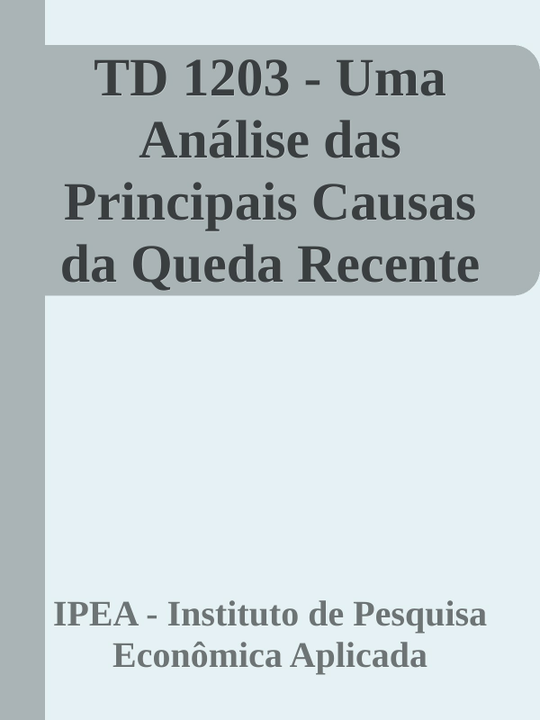 TD 1203 - Uma
Análise das
Principais Causas
da Queda Recente
IPEA - Instituto de Pesquisa
Econômica Aplicada